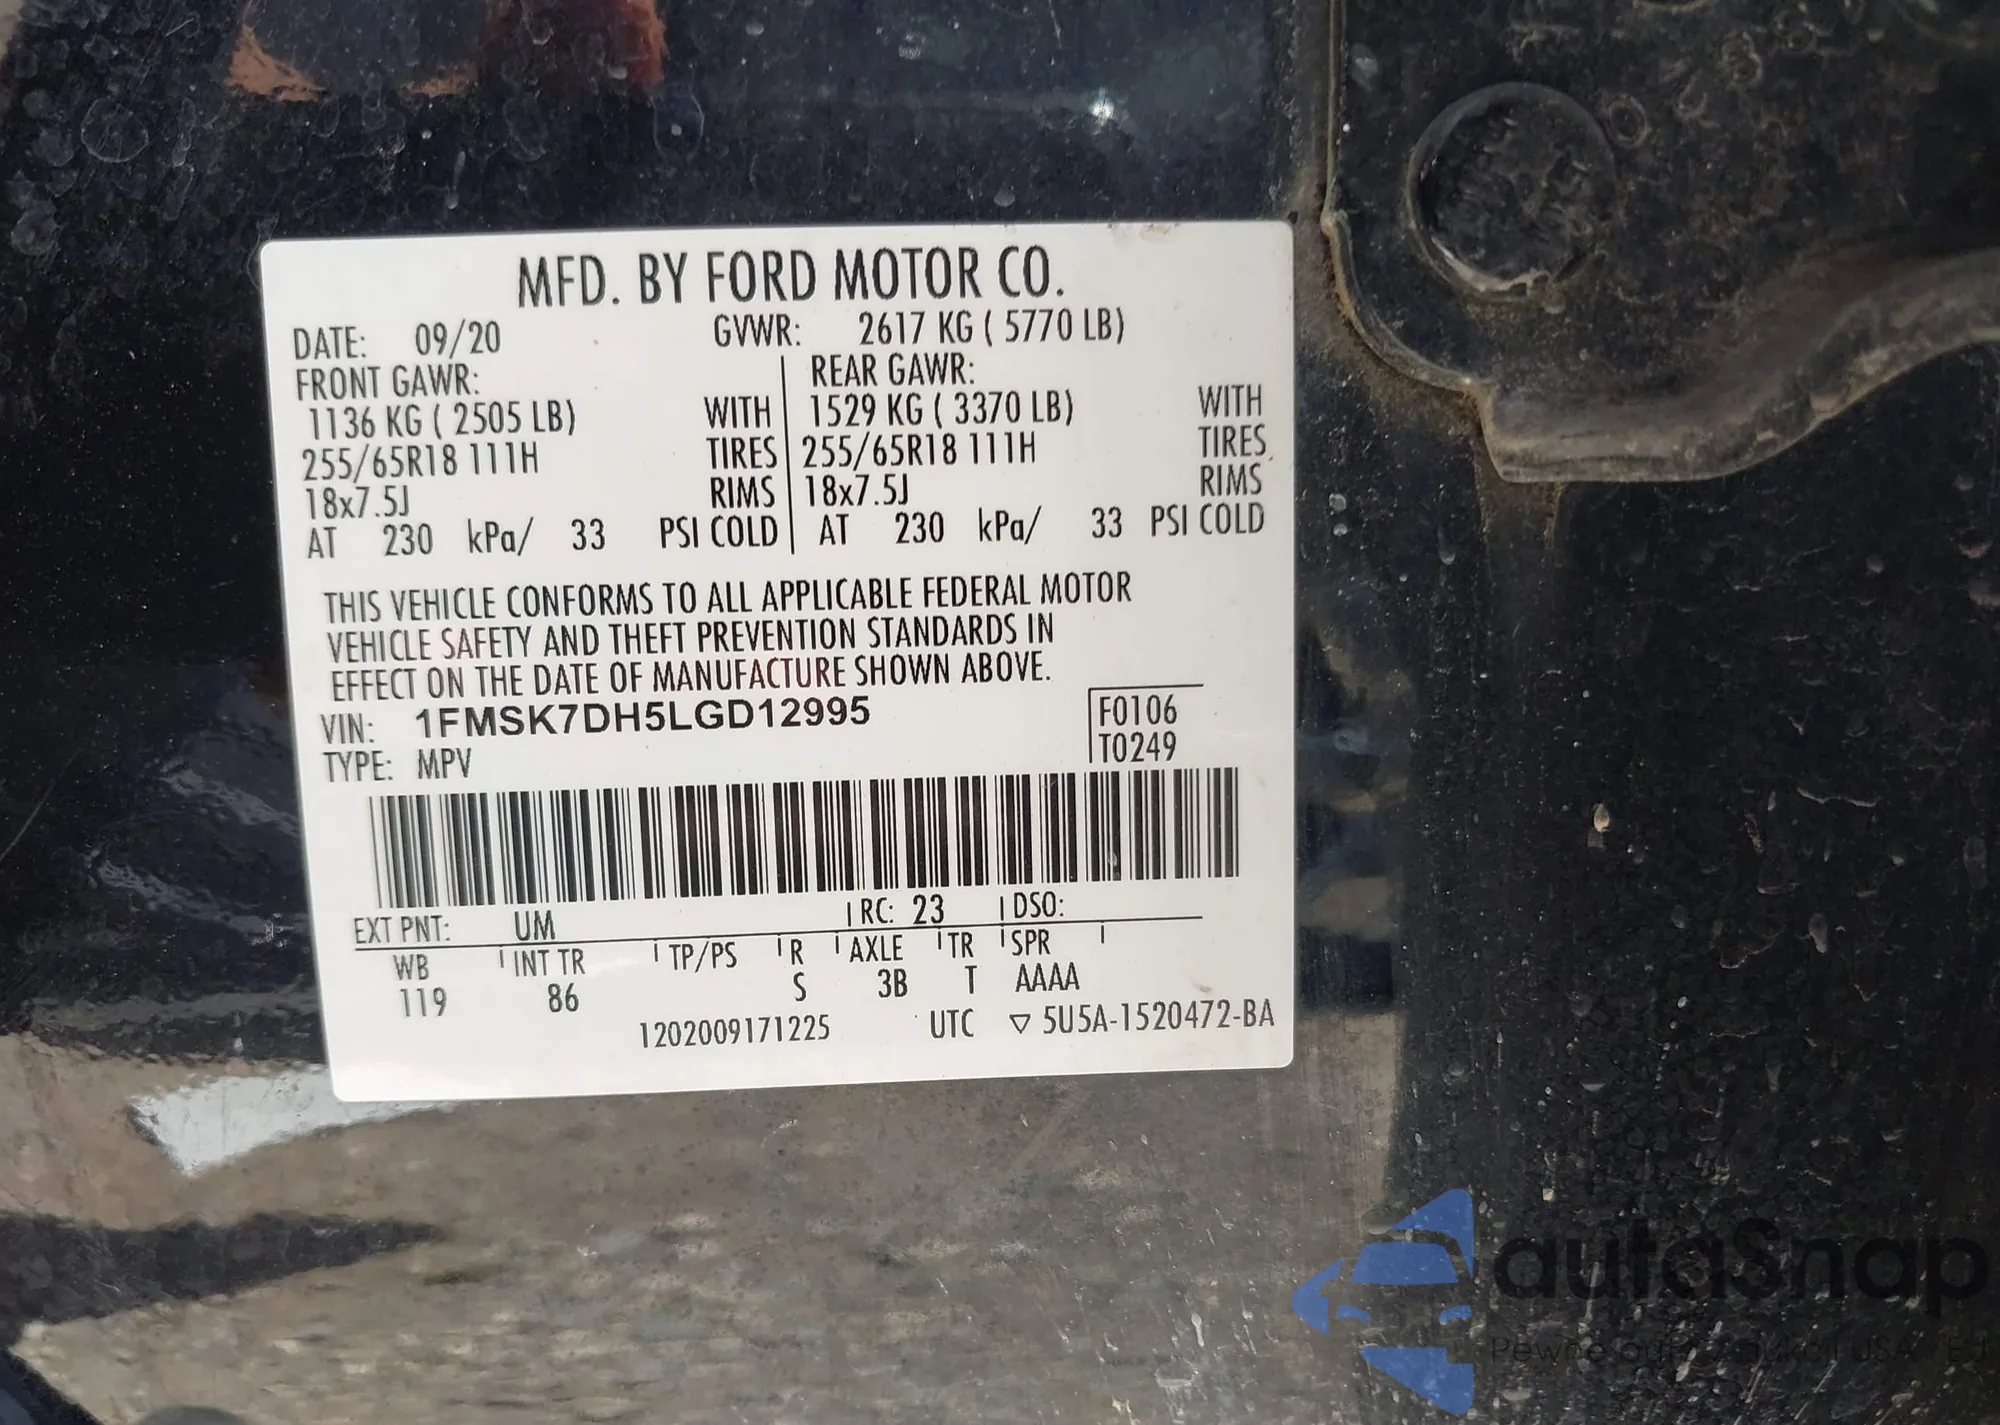 MFD. BY FORD MOTOR CO.
DATE: 09/20 GVWR: 2617 KG ( 5770 LB)
FRONT GAWR: REAR GAWR:
1136 KG ( 2505 LB) WITH 1529 KG ( 3370 LB) WITH
255/65R18 111H TIRES 255/65R18 111H TIRES
18x7.5J RIMS 18x7.5J RIMS
AT 230 kPa/ 33 PSI COLD AT 230 kPa/ 33 PSI COLD
THIS VEHICLE CONFORMS TO ALL APPLICABLE FEDERAL MOTOR
VEHICLE SAFETY AND THEFT PREVENTION STANDARDS IN
EFFECT ON THE DATE OF MANUFACTURE SHOWN ABOVE.
VIN: 1FMSK7DH5LGD12995 F0106
TYPE: MPV T0249
EXT PNT: UM RC: 23 DSO:
WB INT TR TP/PS R AXLE TR SPR
119 86 S 3B T AAAA
1202009171225 UTC ▽ 5U5A-1520472-BA
autaSnap